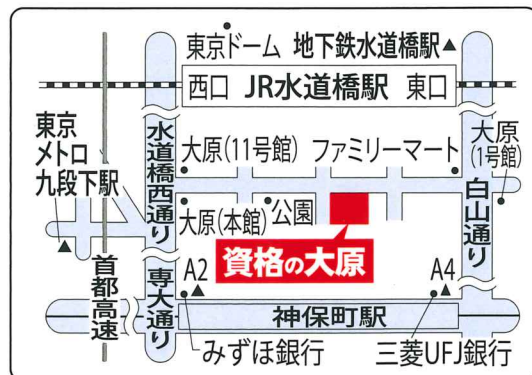 東京ドーム 地下鉄水道橋駅▲
西口 JR水道橋駅 東口
東京
メトロ
九段下駅
▲
水道橋西通り
大原(11号館)
ファミリーマート
大原
(1号館)
白山通り
大原(本館)
公園
資格の大原
首都高速
専大通り
A2
▲
A4
▲
神保町駅
みずほ銀行
三菱UFJ銀行